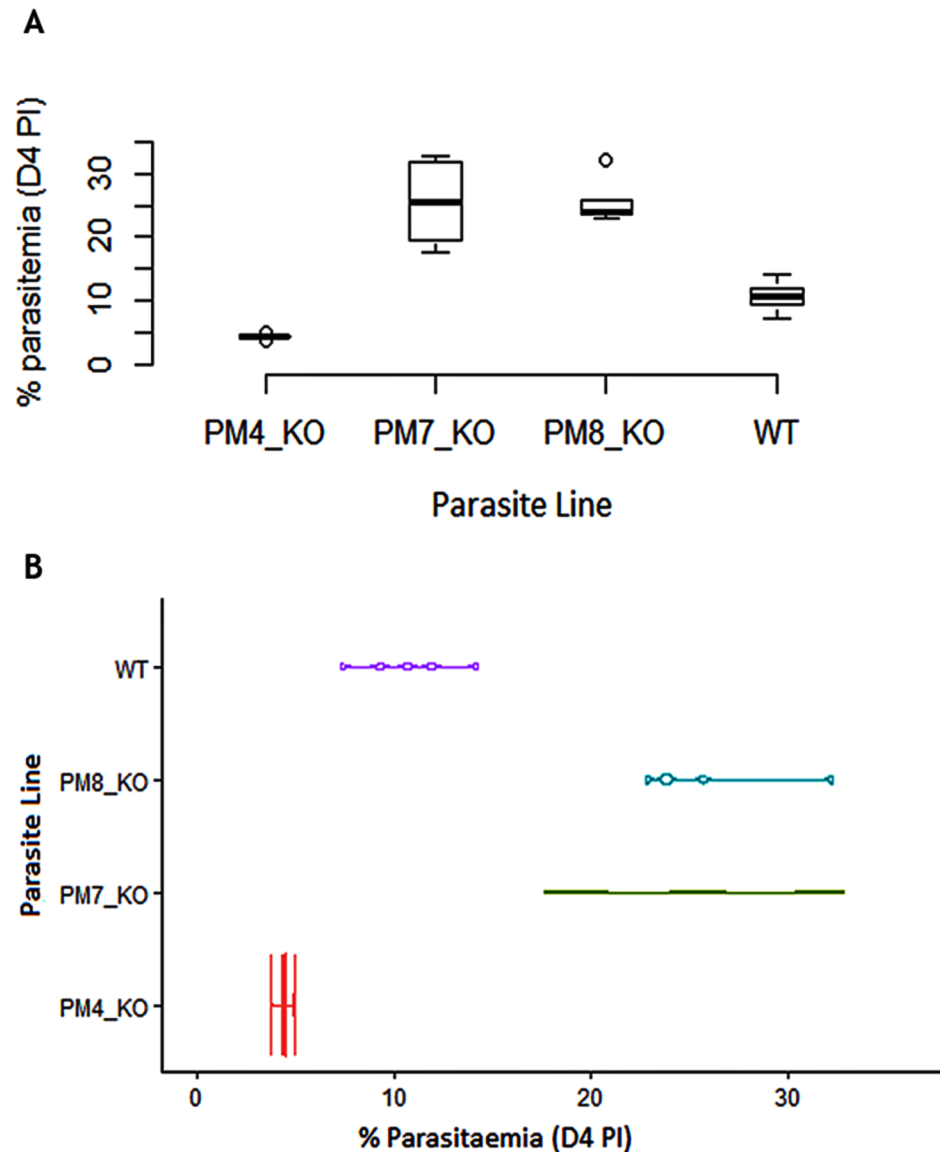 A
% parasitemia (D4 PI)
30
20
10
0
PM4_KO PM7_KO PM8_KO WT
Parasite Line
B
Parasite Line
WT
PM8_KO
PM7_KO
PM4_KO
0 10 20 30
% Parasitaemia (D4 PI)